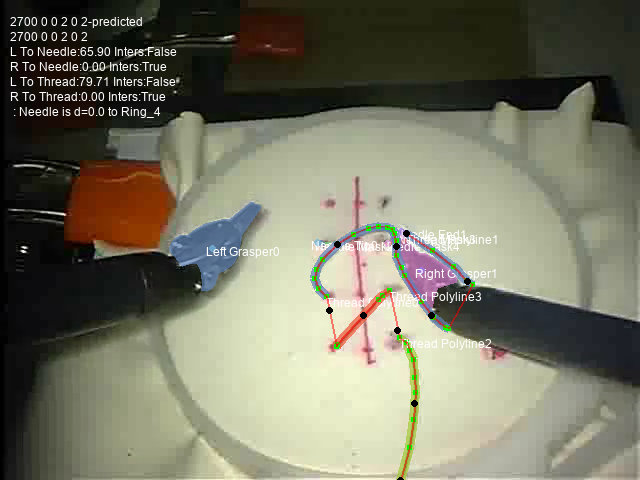 2700 0 0 2 0 2-predicted
2700 0 0 2 0 2
L To Needle:65.90 Inters:False
R To Needle:0.00 Inters:True
L To Thread:79.71 Inters:False
R To Thread:0.00 Inters:True
: Needle is d=0.0 to Ring_4
Left Grasper0
Right Grasper1
Thread Polyline3
Thread Polyline2